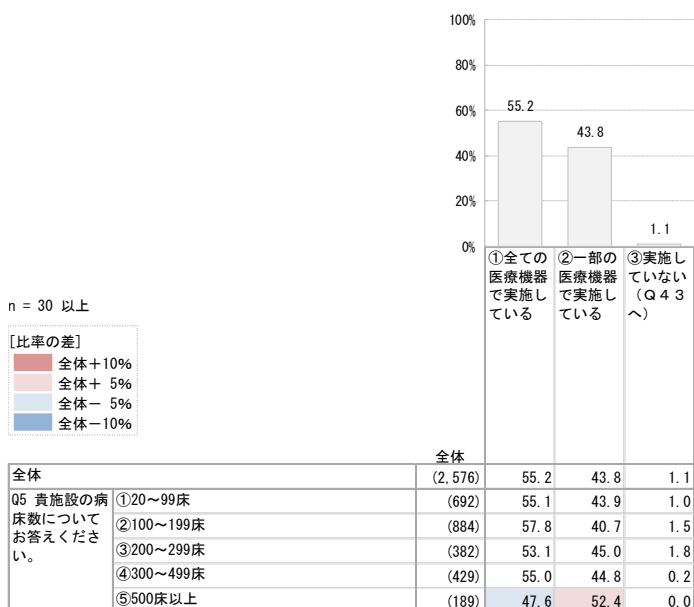 100%
80%
60%
40%
20%
0%
55.2
43.8
1.1
①全ての
医療機器
で実施し
ている
②一部の
医療機器
で実施し
ている
③実施し
ていない
（Q43
へ）
n = 30 以上
[比率の差]
全体+10%
全体+ 5%
全体- 5%
全体-10%
全体
全体 (2,576) 55.2 43.8 1.1
Q5 貴施設の病
床数について
お答えくださ
い。
①20～99床 (692) 55.1 43.9 1.0
②100～199床 (884) 57.8 40.7 1.5
③200～299床 (382) 53.1 45.0 1.8
④300～499床 (429) 55.0 44.8 0.2
⑤500床以上 (189) 47.6 52.4 0.0